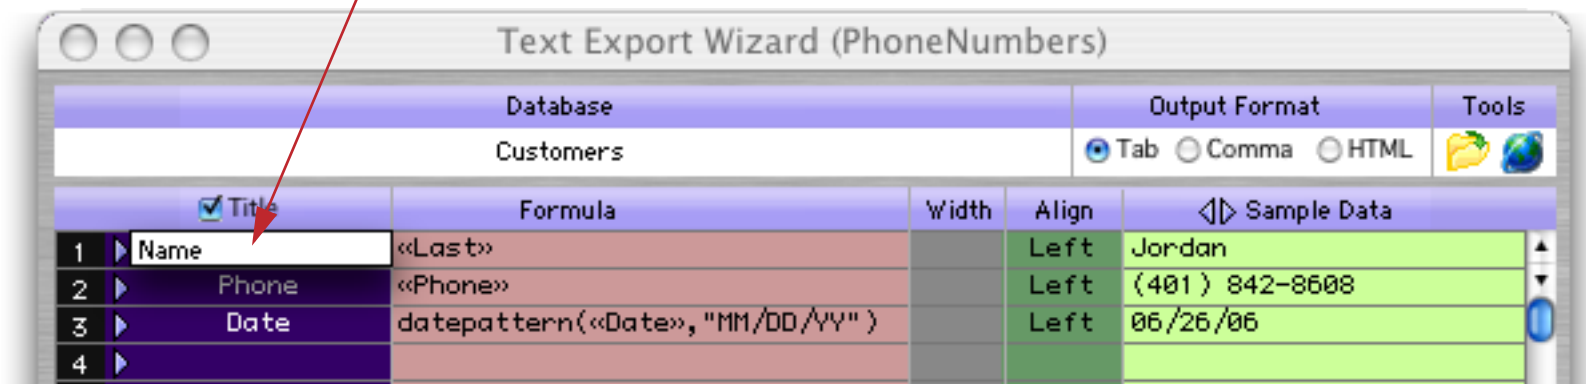 Text Export Wizard (PhoneNumbers)
Database Output Format Tools
Customers Tab Comma HTML
Title Formula Width Align Sample Data
1 Name «Last» Left Jordan
2 Phone «Phone» Left (401) 842-8608
3 Date datepattern(«Date»,"MM/DD/YY") Left 06/26/06
4